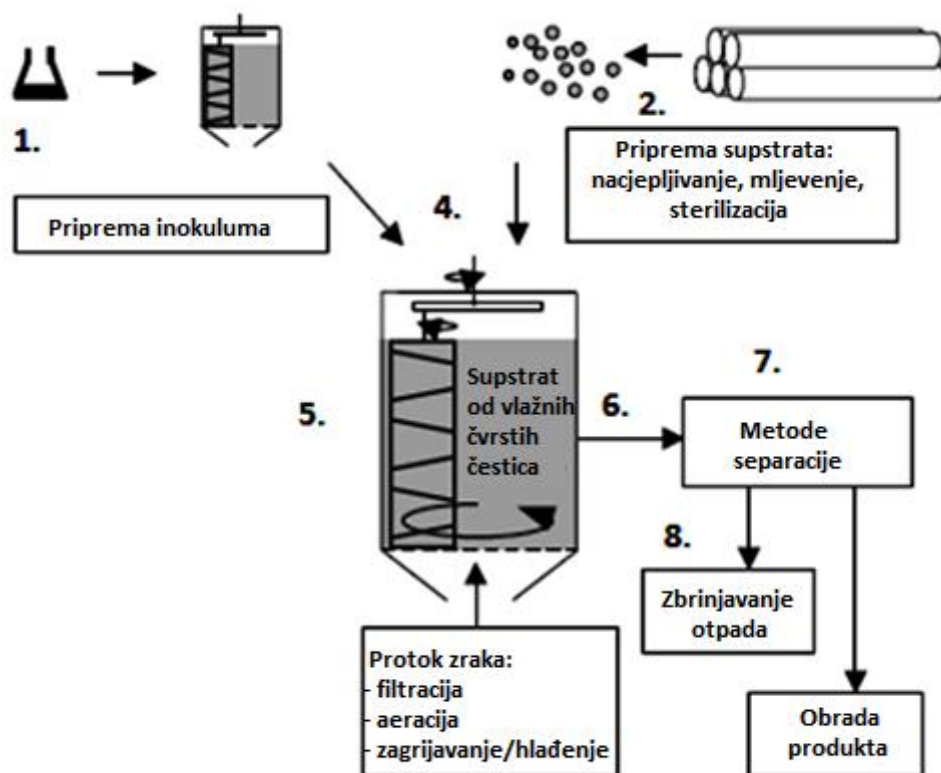 1.
Priprema inokuluma
2.
Priprema supstrata:
nacjepljivanje, mljevenje,
sterilizacija
4.
5.
Supstrat
od vlažnih
čvrstih
čestica
6.
7.
Metode
separacije
8.
Zbrinjavanje
otpada
Protok zraka:
- filtracija
- aeracija
- zagrijavanje/hlađenje
Obrada
produkta